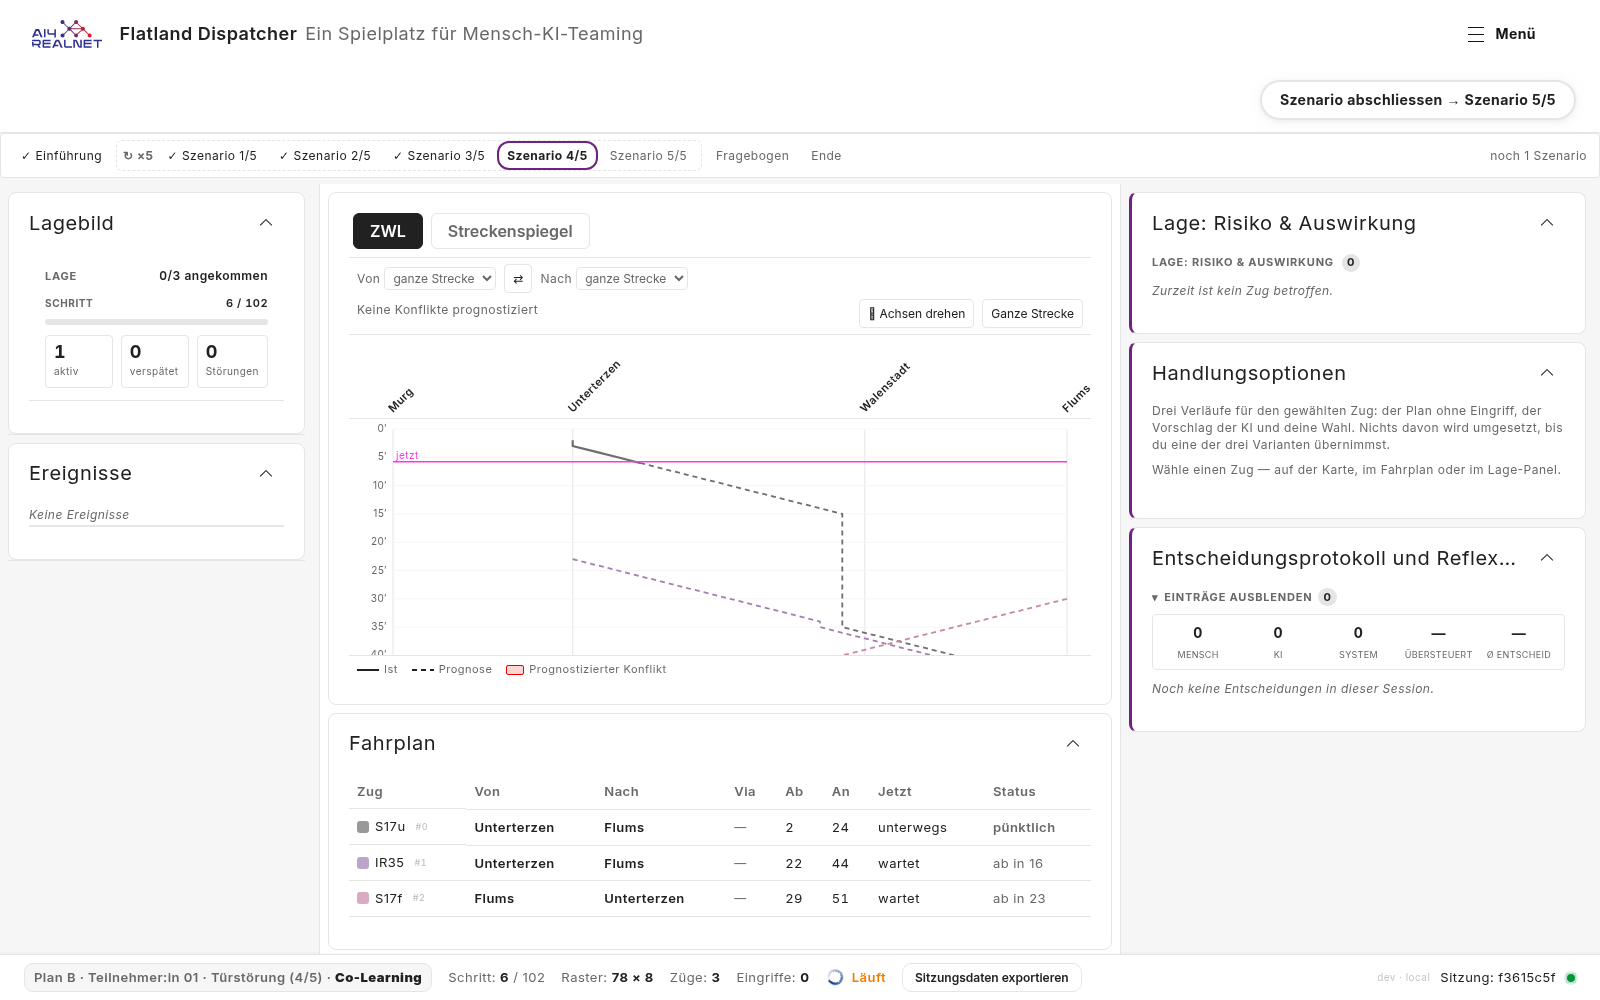 AI4
REALNET
Flatland Dispatcher Ein Spielplatz für Mensch-KI-Teaming
Menü
Szenario abschliessen → Szenario 5/5
✓ Einführung
↻ ×5
✓ Szenario 1/5
✓ Szenario 2/5
✓ Szenario 3/5
Szenario 4/5
Szenario 5/5
Fragebogen
Ende
noch 1 Szenario
Lagebild
LAGE 0/3 angekommen
SCHRITT 6 / 102
1 aktiv
0 verspätet
0 Störungen
Ereignisse
Keine Ereignisse
ZWL
Streckenspiegel
Von ganze Strecke ⇄ Nach ganze Strecke
Keine Konflikte prognostiziert
Achsen drehen
Ganze Strecke
Murg
Unterterzen
Walenstadt
Flums
0'
5'
jetzt
10'
15'
20'
25'
30'
35'
40'
Ist
Prognose
Prognostizierter Konflikt
Fahrplan
Zug Von Nach Via Ab An Jetzt Status
S17u #0 Unterterzen Flums — 2 24 unterwegs pünktlich
IR35 #1 Unterterzen Flums — 22 44 wartet ab in 16
S17f #2 Flums Unterterzen — 29 51 wartet ab in 23
Lage: Risiko & Auswirkung
LAGE: RISIKO & AUSWIRKUNG 0
Zurzeit ist kein Zug betroffen.
Handlungsoptionen
Drei Verläufe für den gewählten Zug: der Plan ohne Eingriff, der
Vorschlag der KI und deine Wahl. Nichts davon wird umgesetzt, bis
du eine der drei Varianten übernimmst.
Wähle einen Zug — auf der Karte, im Fahrplan oder im Lage-Panel.
Entscheidungsprotokoll und Reflex...
▾ EINTRÄGE AUSBLENDEN 0
0 0 0 — —
MENSCH KI SYSTEM ÜBERSTEUERT Ø ENTSCHEID
Noch keine Entscheidungen in dieser Session.
Plan B · Teilnehmer:in 01 · Türstörung (4/5) · Co-Learning
Schritt: 6 / 102
Raster: 78 × 8
Züge: 3
Eingriffe: 0
Läuft
Sitzungsdaten exportieren
dev · local
Sitzung: f3615c5f